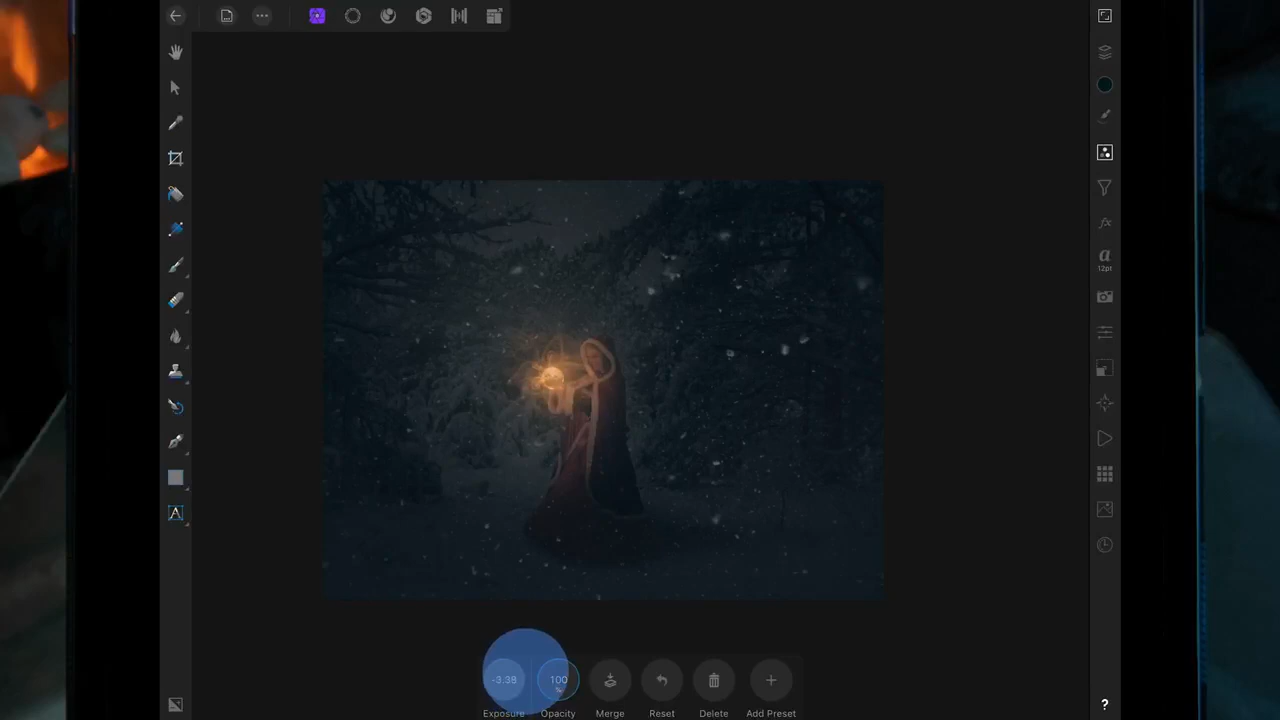 a
12pt
A
-3.38
100
%
Exposure
Opacity
Merge
Reset
Delete
Add Preset
?